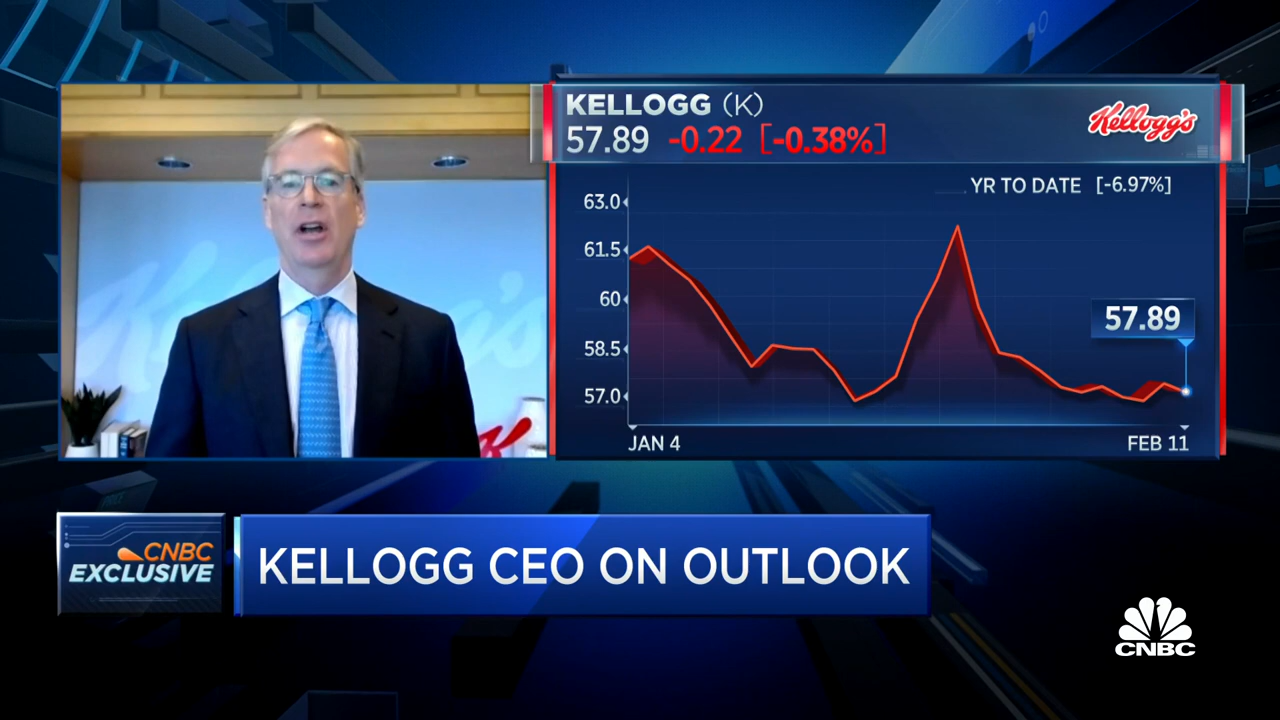 KELLOGG (K)
57.89 -0.22 [-0.38%]
Kellogg's
YR TO DATE [-6.97%]
63.0
61.5
60
58.5
57.0
57.89
JAN 4
FEB 11
CNBC
EXCLUSIVE
KELLOGG CEO ON OUTLOOK
CNBC